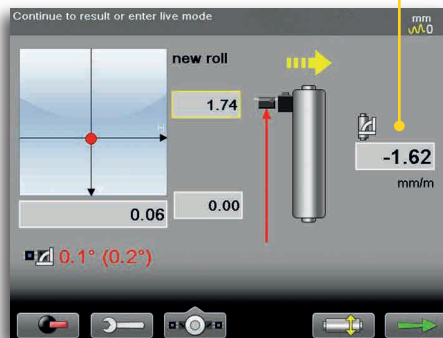 Continue to result or enter live mode
mm
0
new roll
1.74
-1.62
mm/m
0.06
0.00
0.1° (0.2°)